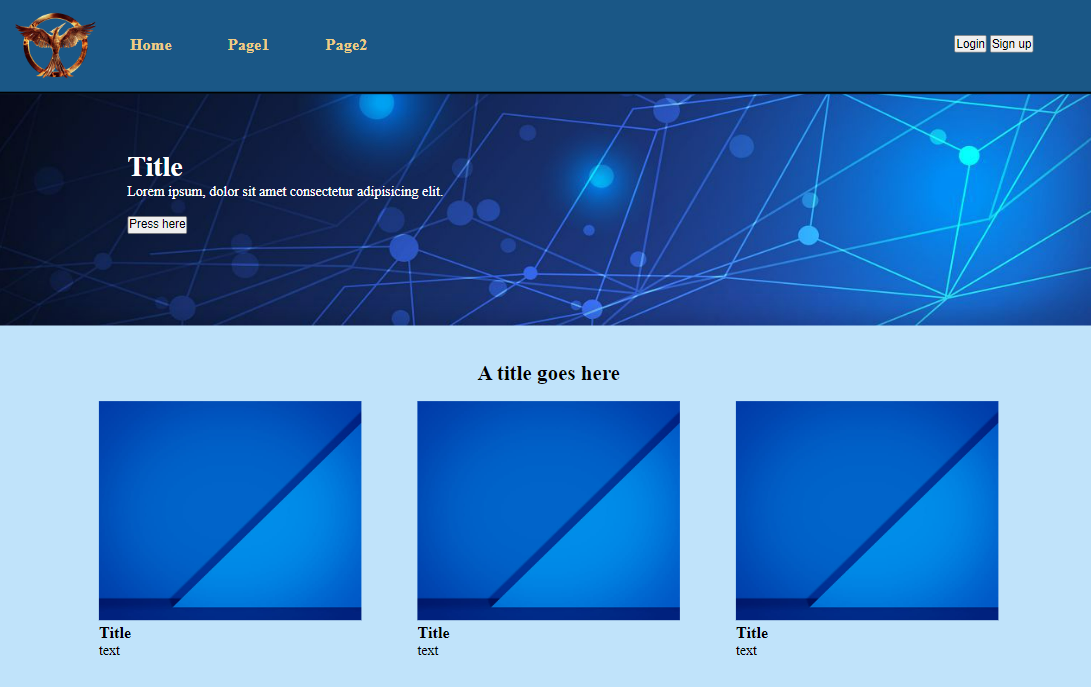 Home Page1 Page2 Login Sign up
Title
Lorem ipsum, dolor sit amet consectetur adipisicing elit.
Press here
A title goes here
Title Title Title
text text text